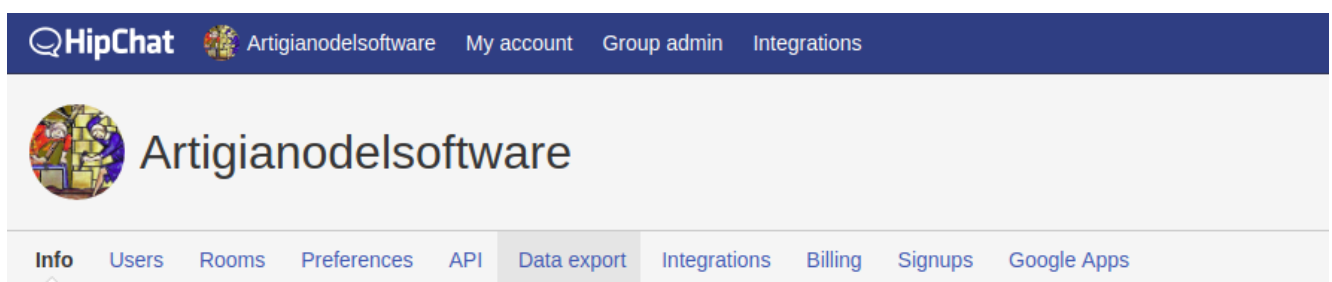 HipChat Artigianodelsoftware My account Group admin Integrations
Artigianodelsoftware
Info Users Rooms Preferences API Data export Integrations Billing Signups Google Apps